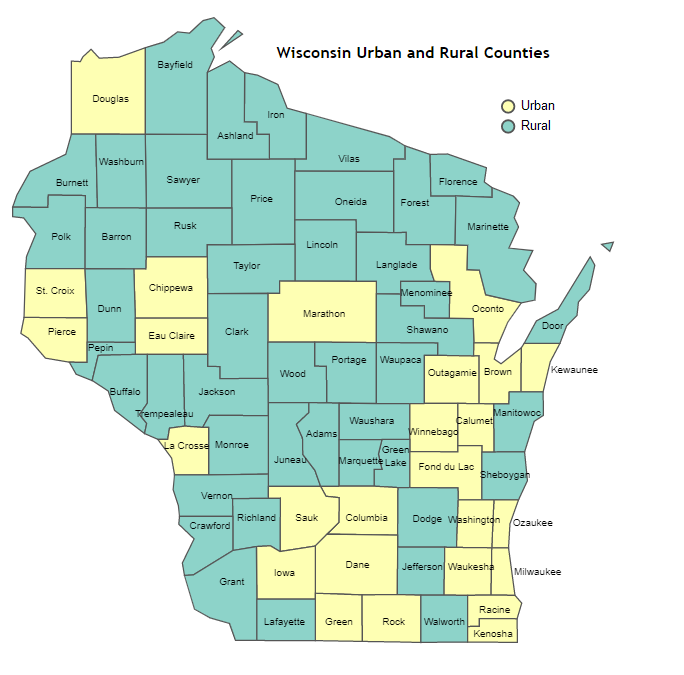 Wisconsin Urban and Rural Counties
Urban
Rural
Bayfield
Douglas
Iron
Ashland
Vilas
Washburn
Sawyer
Burnett
Florence
Price
Oneida
Forest
Rusk
Marinette
Polk
Barron
Lincoln
Taylor
Langlade
St. Croix
Chippewa
Menominee
Dunn
Oconto
Marathon
Door
Pierce
Clark
Shawano
Eau Claire
Pepin
Portage
Waupaca
Wood
Outagamie
Brown
Kewaunee
Buffalo
Jackson
Trempealeau
Manitowoc
Waushara
Calumet
Adams
Winnebago
La Crosse
Monroe
Green
Lake
Juneau
Marquette
Fond du Lac
Sheboygan
Vernon
Richland
Sauk
Columbia
Dodge
Washington
Ozaukee
Crawford
Dane
Jefferson
Waukesha
Milwaukee
Iowa
Grant
Racine
Lafayette
Green
Rock
Walworth
Kenosha